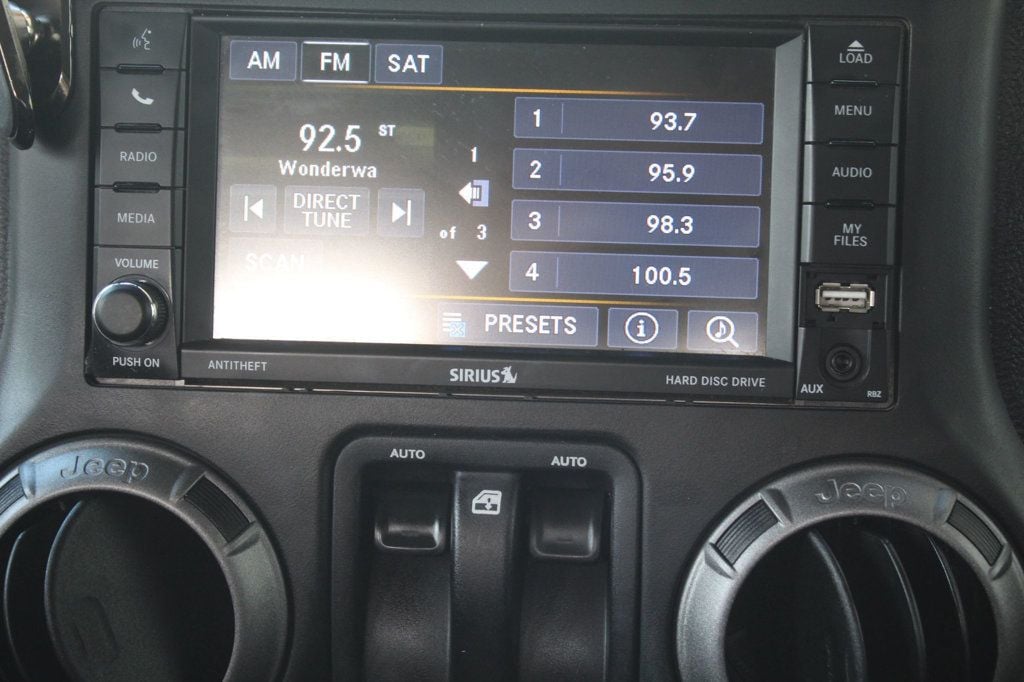 AM FM SAT
92.5 ST
Wonderwa
DIRECT
TUNE
SCAN
1
of 3
1 93.7
2 95.9
3 98.3
4 100.5
PRESETS
i
RADIO
MEDIA
VOLUME
PUSH ON
LOAD
MENU
AUDIO
MY
FILES
AUX
RBZ
ANTITHEFT
SIRIUS
HARD DISC DRIVE
Jeep
AUTO
AUTO
Jeep